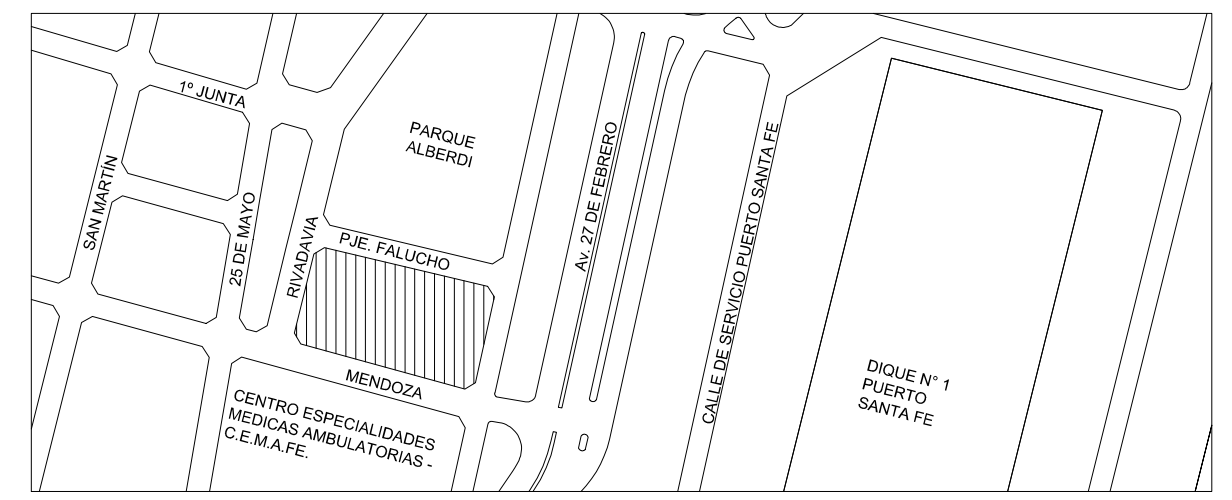 1º JUNTA
PARQUE
ALBERDI
SAN MARTÍN
25 DE MAYO
RIVADAVIA
PJE. FALUCHO
Av. 27 DE FEBRERO
CALLE DE SERVICIO PUERTO SANTA FE
MENDOZA
DIQUE N° 1
PUERTO
SANTA FE
CENTRO ESPECIALIDADES
MEDICAS AMBULATORIAS -
C.E.M.A.FE.